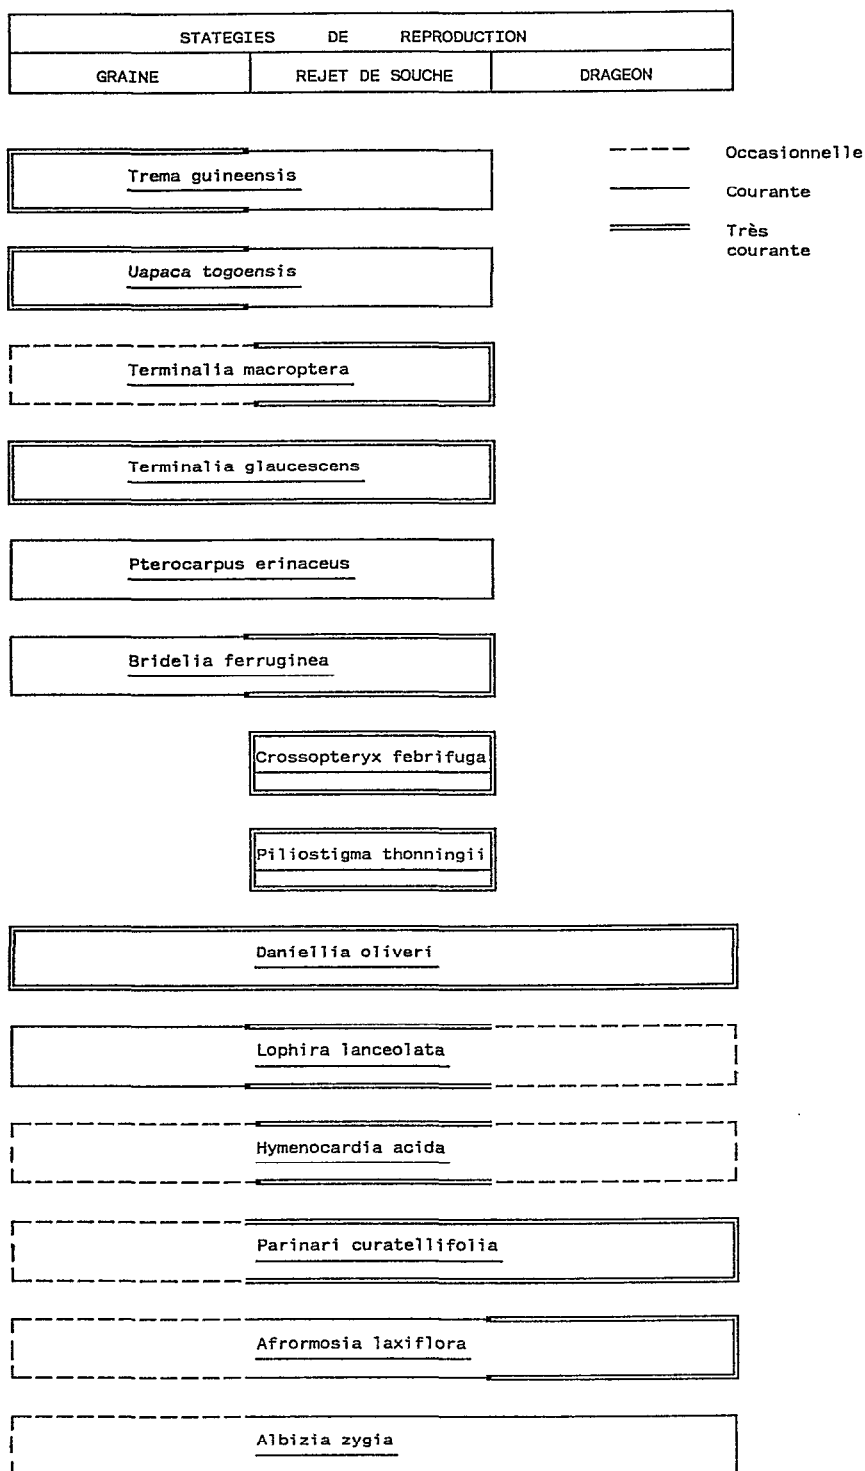 STATEGIES DE REPRODUCTION
GRAINE REJET DE SOUCHE DRAGEON
Occasionnelle
Trema guineensis
Courante
Très
courante
Uapaca togoensis
Terminalia macroptera
Terminalia glaucescens
Pterocarpus erinaceus
Bridelia ferruginea
Crossopteryx febrifuga
Piliostigma thonningii
Daniellia oliveri
Lophira lanceolata
Hymenocardia acida
Parinari curatellifolia
Afrormosia laxiflora
Albizia zygia